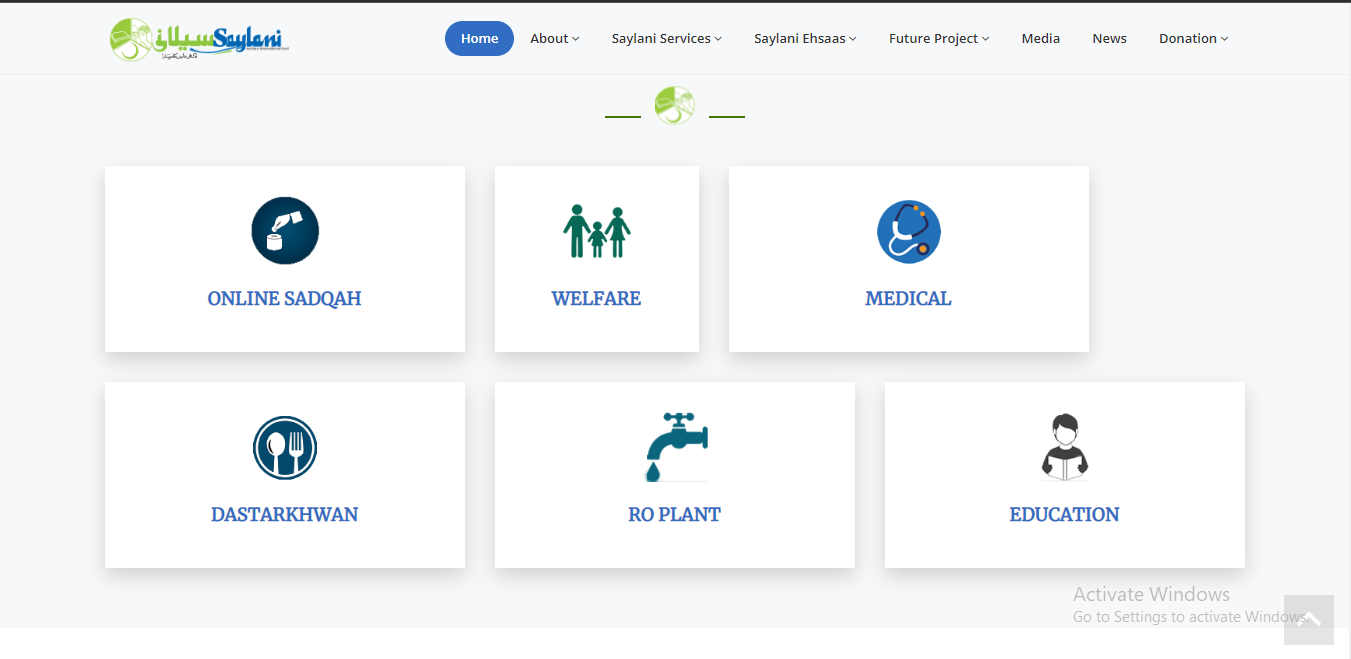 سیلانی Saylani
Home About Saylani Services Saylani Ehsaas Future Project Media News Donation
ONLINE SADQAH WELFARE MEDICAL
DASTARKHWAN RO PLANT EDUCATION
Activate Windows
Go to Settings to activate Windows.